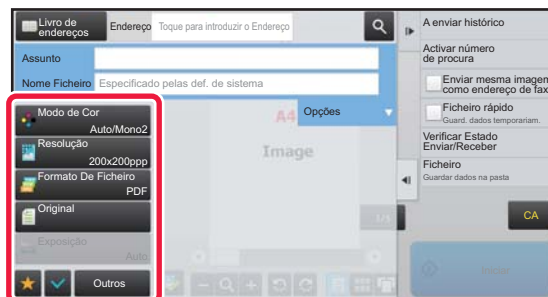 Livro de
endereços
Endereço
Toque para introduzir o Endereço
Assunto
Nome Ficheiro
Especificado pelas def. de sistema
Opções
Modo de Cor
Auto/Mono2
Resolução
200x200ppp
Formato De Ficheiro
PDF
Original
Exposição
Auto
Outros
A4
Image
1/1
A enviar histórico
Activar número
de procura
Enviar mesma imagem
como endereço de fax
Ficheiro rápido
Guard. dados temporariam.
Verificar Estado
Enviar/Receber
Ficheiro
Guardar dados na pasta
CA
Iniciar